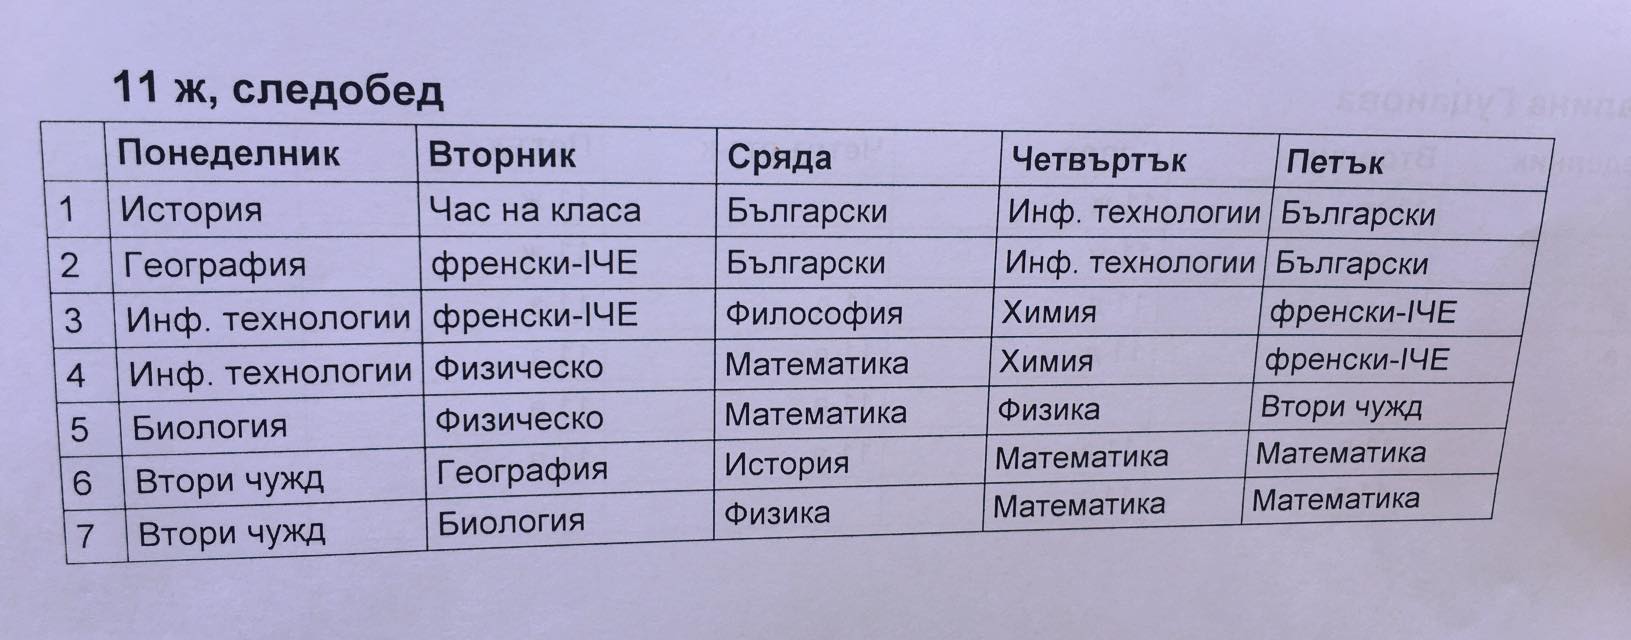 11 ж, следобед
Понеделник Вторник Сряда Четвъртък Петък
1 История Час на класа Български Инф. технологии Български
2 География френски-IЧЕ Български Инф. технологии Български
3 Инф. технологии френски-IЧЕ Философия Химия френски-IЧЕ
4 Инф. технологии Физическо Математика Химия френски-IЧЕ
5 Биология Физическо Математика Физика Втори чужд
6 Втори чужд География История Математика Математика
7 Втори чужд Биология Физика Математика Математика